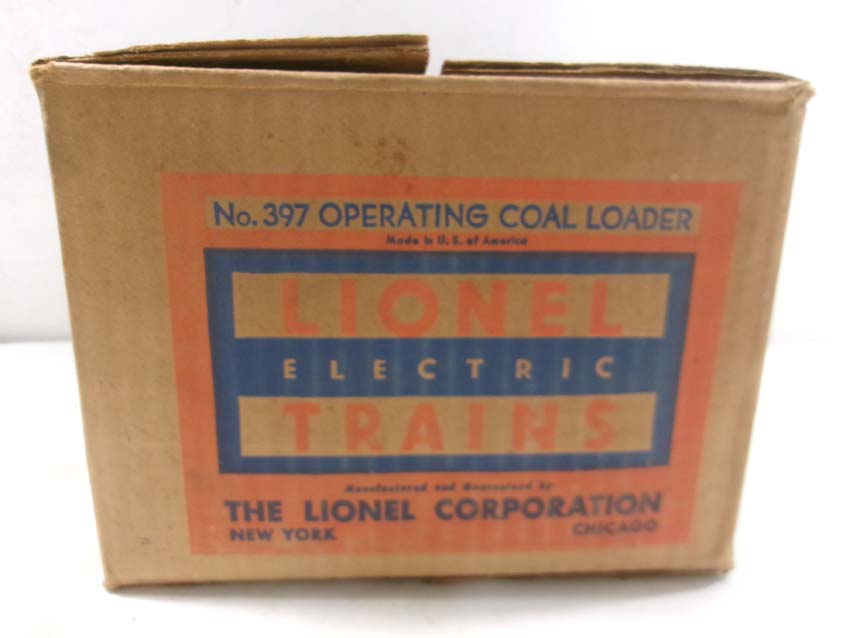 No. 397 OPERATING COAL LOADER
Made in U. S. of America
LIONEL
ELECTRIC
TRAINS
Manufactured and Guaranteed by
THE LIONEL CORPORATION
NEW YORK CHICAGO